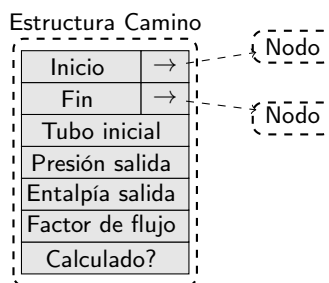 Estructura Camino
Inicio → Nodo
Fin → Nodo
Tubo inicial
Presión salida
Entalpía salida
Factor de flujo
Calculado?